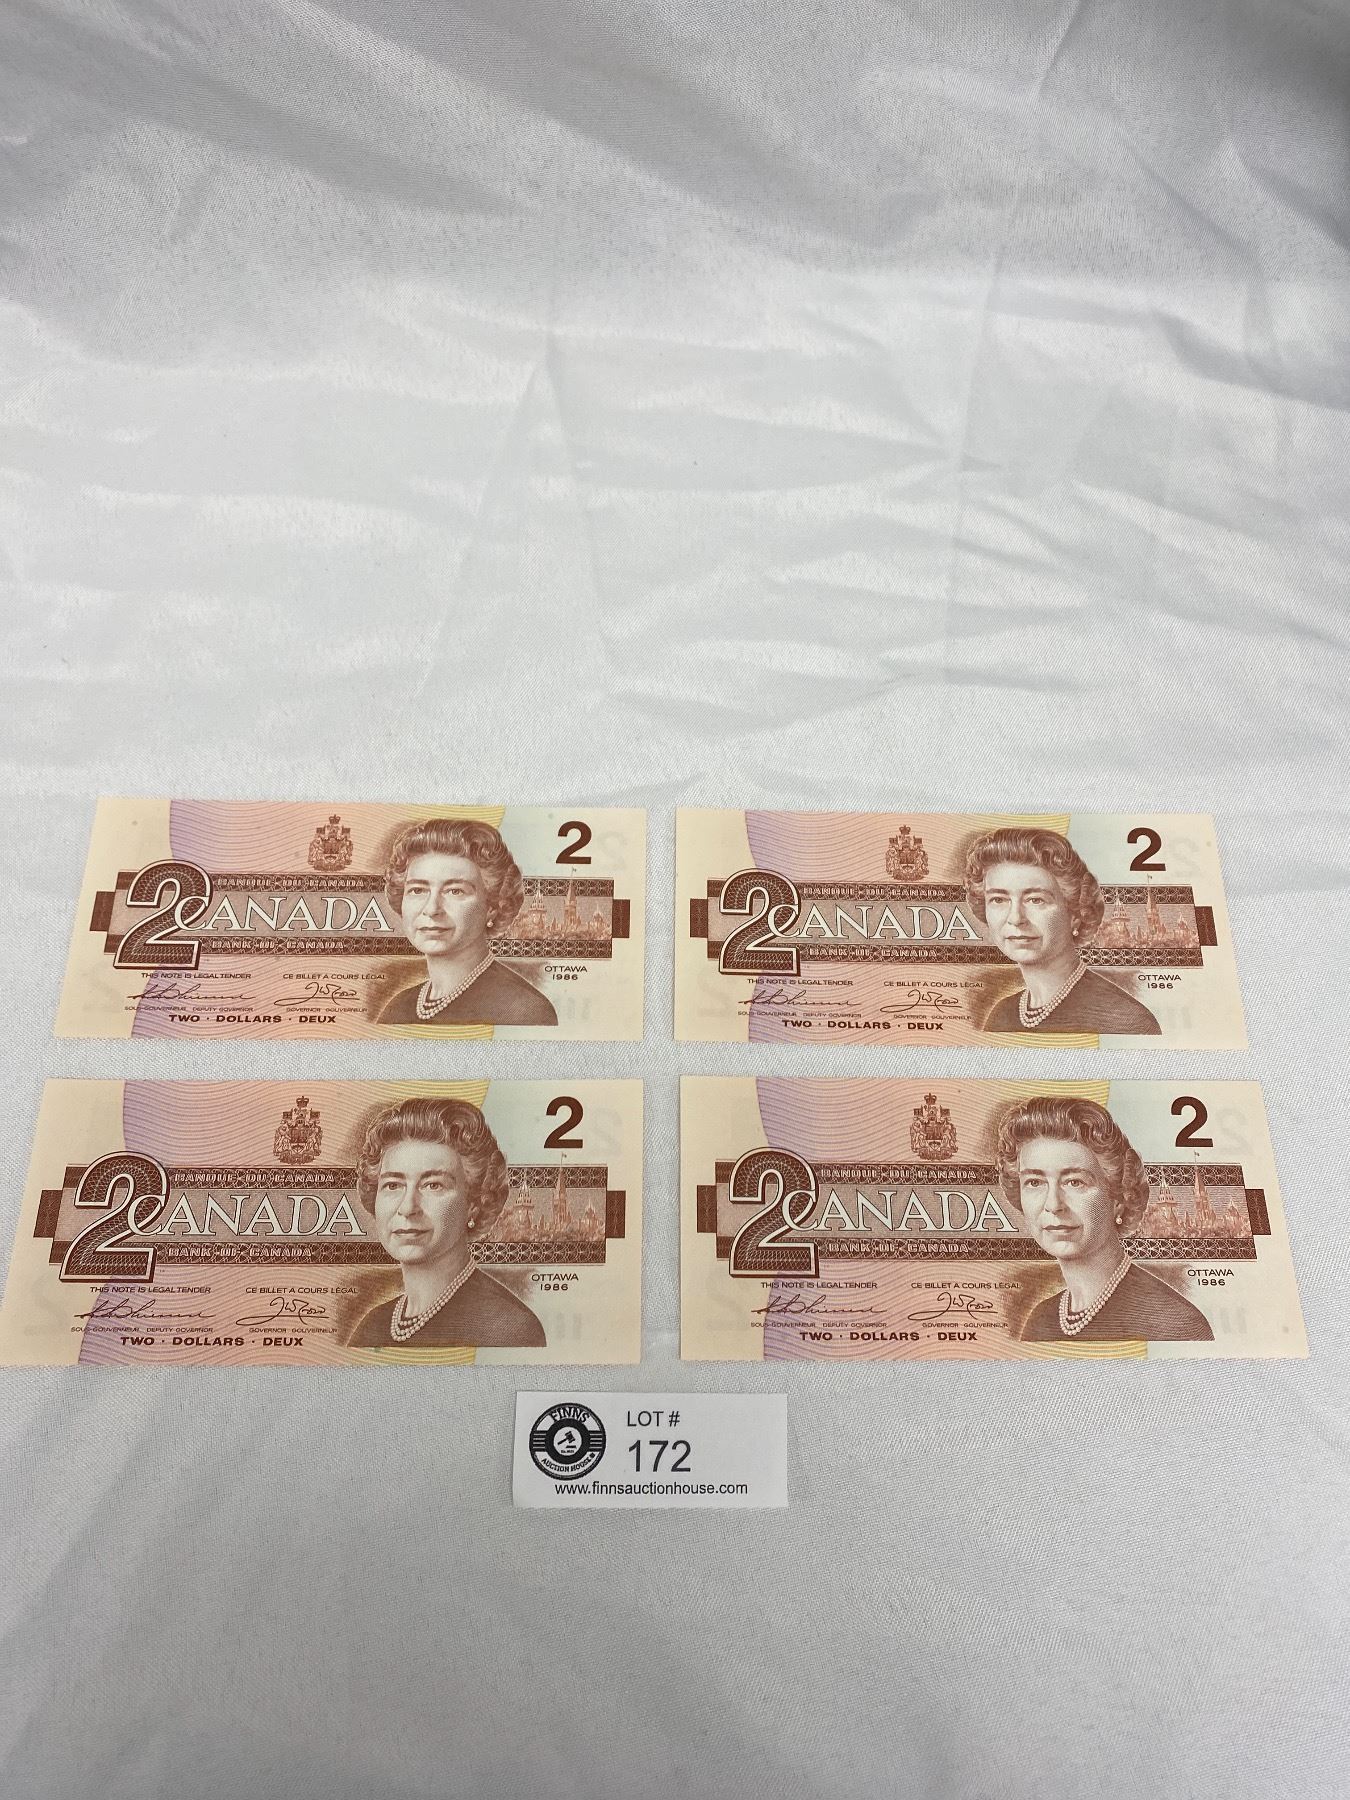 2
BANQUE·DU·CANADA
2 CANADA
BANK·OF·CANADA
THIS NOTE IS LEGAL TENDER CE BILLET A COURS LÉGAL
OTTAWA
1986
SOUS-GOUVERNEUR DEPUTY GOVERNOR GOVERNOR GOUVERNEUR
TWO · DOLLARS · DEUX
2
BANQUE·DU·CANADA
2 CANADA
BANK·OF·CANADA
THIS NOTE IS LEGAL TENDER CE BILLET A COURS LÉGAL
OTTAWA
1986
SOUS-GOUVERNEUR DEPUTY GOVERNOR GOVERNOR GOUVERNEUR
TWO · DOLLARS · DEUX
2
BANQUE·DU·CANADA
2 CANADA
BANK·OF·CANADA
THIS NOTE IS LEGAL TENDER CE BILLET A COURS LÉGAL
OTTAWA
1986
SOUS-GOUVERNEUR DEPUTY GOVERNOR GOVERNOR GOUVERNEUR
TWO · DOLLARS · DEUX
2
BANQUE·DU·CANADA
2 CANADA
BANK·OF·CANADA
THIS NOTE IS LEGAL TENDER CE BILLET A COURS LÉGAL
OTTAWA
1986
SOUS-GOUVERNEUR DEPUTY GOVERNOR GOVERNOR GOUVERNEUR
TWO · DOLLARS · DEUX
FINNS
AUCTION HOUSE
LOT #
172
www.finnsauctionhouse.com